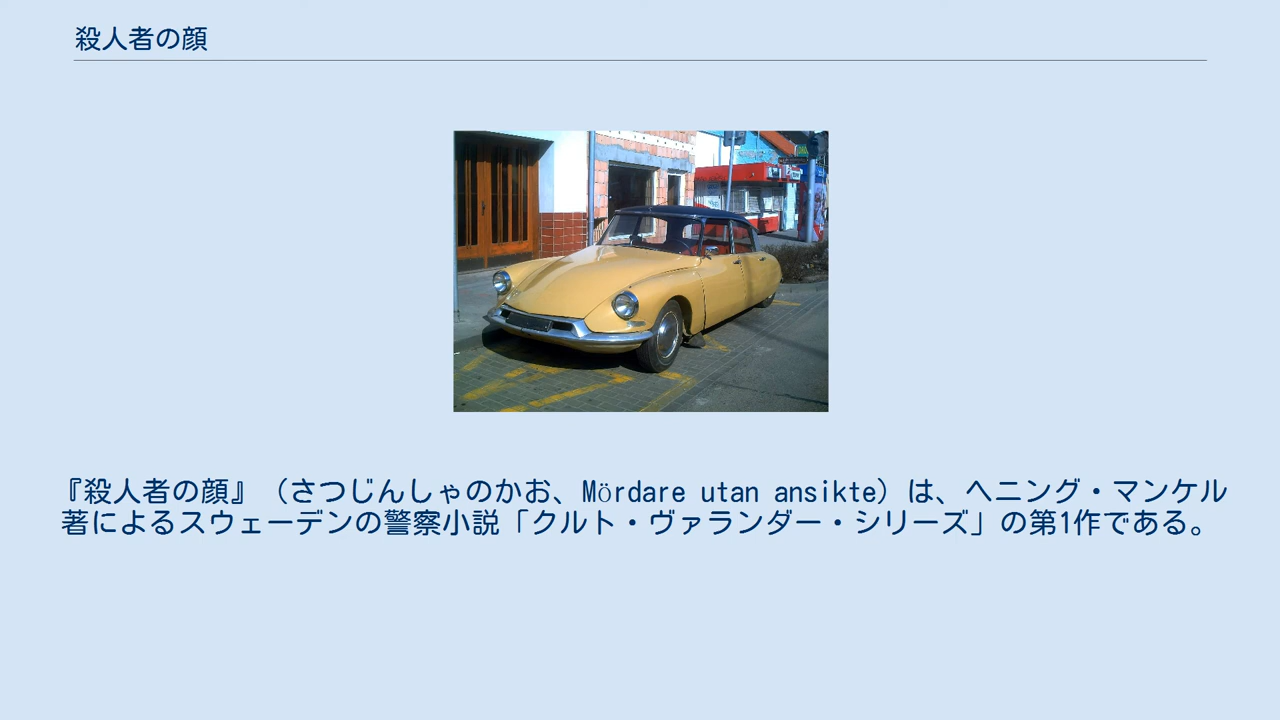 殺人者の顔
『殺人者の顔』（さつじんしゃのかお、Mördare utan ansikte）は、ヘニング・マンケル
著によるスウェーデンの警察小説「クルト・ヴァランダー・シリーズ」の第1作である。